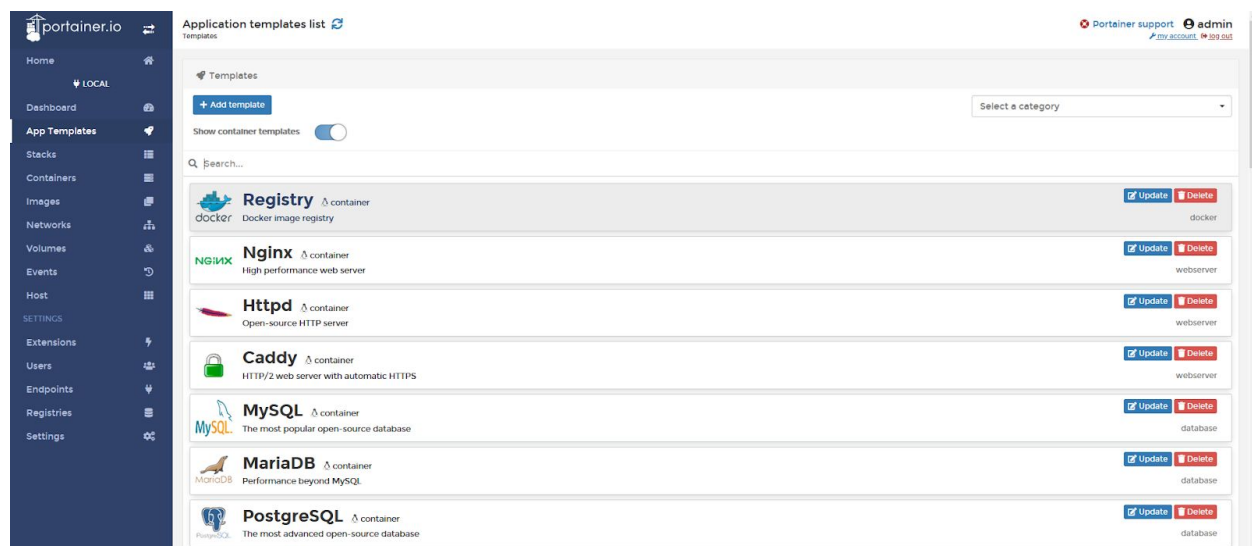 portainer.io
Application templates list
Templates
Portainer support admin
my account log out
Home
LOCAL
Dashboard
App Templates
Stacks
Containers
Images
Networks
Volumes
Events
Host
SETTINGS
Extensions
Users
Endpoints
Registries
Settings
Templates
+ Add template
Select a category
Show container templates
Search...
docker
Registry container
Docker image registry
Update Delete
docker
NGINX
Nginx container
High performance web server
Update Delete
webserver
Httpd container
Open-source HTTP server
Update Delete
webserver
Caddy container
HTTP/2 web server with automatic HTTPS
Update Delete
webserver
MySQL.
MySQL container
The most popular open-source database
Update Delete
database
MariaDB
MariaDB container
Performance beyond MySQL
Update Delete
database
PostgreSQL
PostgreSQL container
The most advanced open-source database
Update Delete
database